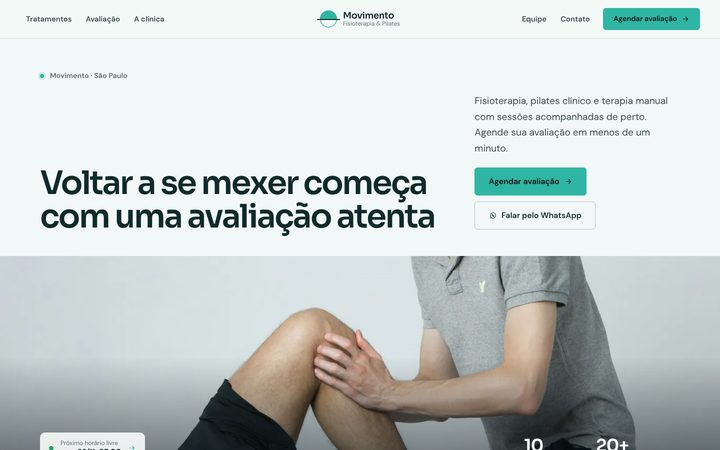 Tratamentos
Avaliação
A clínica
Movimento
Fisioterapia & Pilates
Equipe
Contato
Agendar avaliação →
Movimento · São Paulo
Fisioterapia, pilates clínico e terapia manual
com sessões acompanhadas de perto.
Agende sua avaliação em menos de um
minuto.
Voltar a se mexer começa
com uma avaliação atenta
Agendar avaliação →
Falar pelo WhatsApp
Próximo horário livre
10
20+